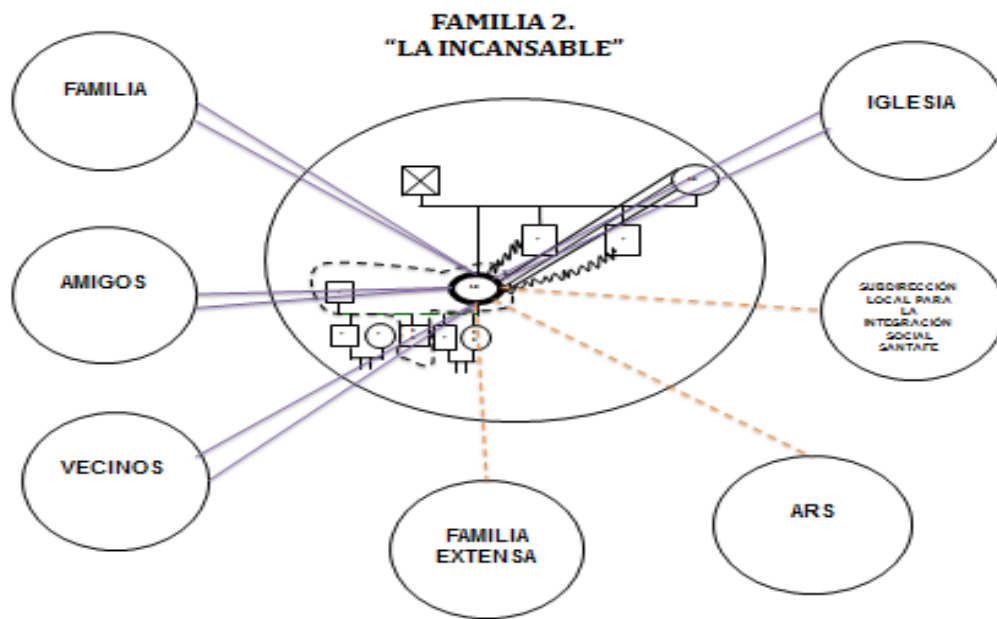 FAMILIA 2.
“LA INCANSABLE”
FAMILIA
IGLESIA
AMIGOS
SUBDIRECCIÓN
LOCAL PARA
LA
INTEGRACIÓN
SOCIAL
SANTAFE
VECINOS
FAMILIA
EXTENSA
ARS